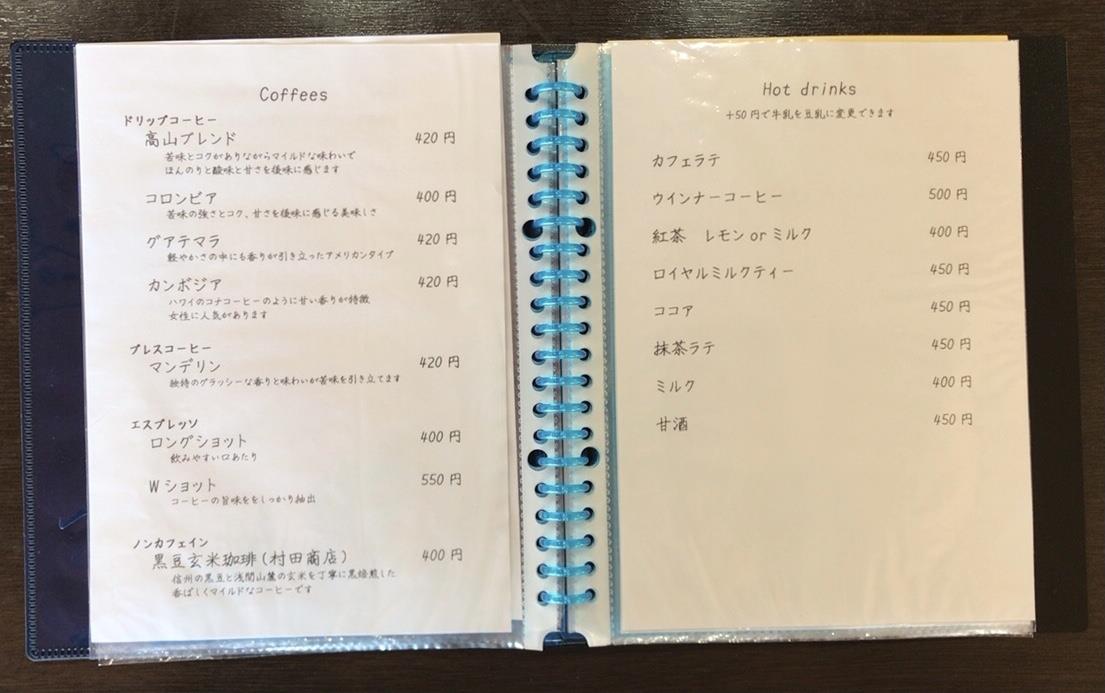 Coffees
ドリップコーヒー
高山ブレンド 420 円
苦味とコクがありながらマイルドな味わいで
ほんのりと酸味と甘さを後味に感じます
コロンビア 400 円
苦味の強さとコク、甘さを後味に感じる美味しさ
グアテマラ 420 円
軽やかさの中にも香りが引き立ったアメリカンタイプ
カンボジア 420 円
ハワイのコナコーヒーのように甘い香りが特徴
女性に人気があります
プレスコーヒー
マンデリン 420 円
独特のグラッシーな香りと味わいが苦味を引き立てます
エスプレッソ
ロングショット 400 円
飲みやすい口あたり
Wショット 550 円
コーヒーの旨味ををしっかり抽出
ノンカフェイン
黒豆玄米珈琲(村田商店) 400 円
信州の黒豆と浅間山麓の玄米を丁寧に黒焙煎した
香ばしくマイルドなコーヒーです
Hot drinks
+50 円で牛乳を豆乳に変更できます
カフェラテ 450 円
ウインナーコーヒー 500 円
紅茶 レモン or ミルク 400 円
ロイヤルミルクティー 450 円
ココア 450 円
抹茶ラテ 450 円
ミルク 400 円
甘酒 450 円